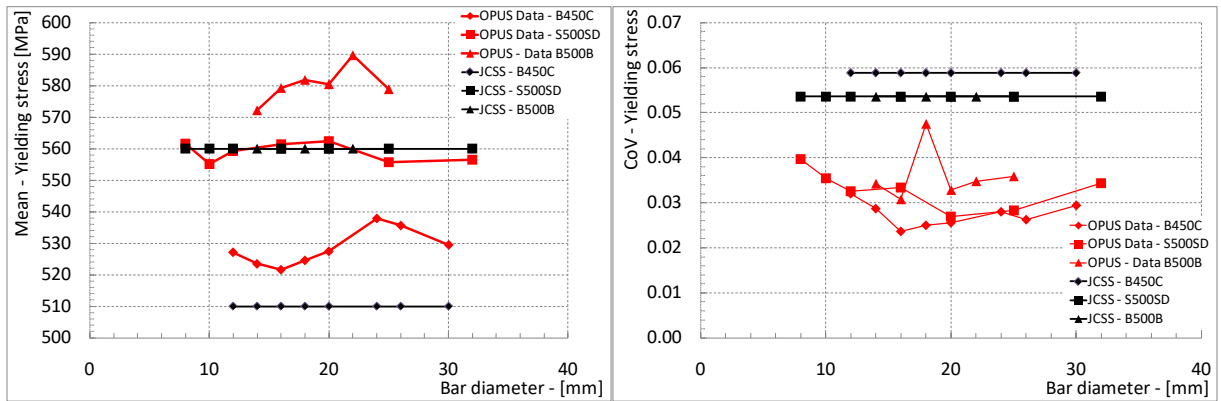 Mean - Yielding stress [MPa]
600
590
580
570
560
550
540
530
520
510
500
0
10
20
30
40
Bar diameter - [mm]
OPUS Data - B450C
OPUS Data - S500SD
OPUS - Data B500B
JCSS - B450C
JCSS - S500SD
JCSS - B500B
CoV - Yielding stress
0.07
0.06
0.05
0.04
0.03
0.02
0.01
0.00
0
10
20
30
40
Bar diameter - [mm]
OPUS Data - B450C
OPUS Data - S500SD
OPUS - Data B500B
JCSS - B450C
JCSS - S500SD
JCSS - B500B